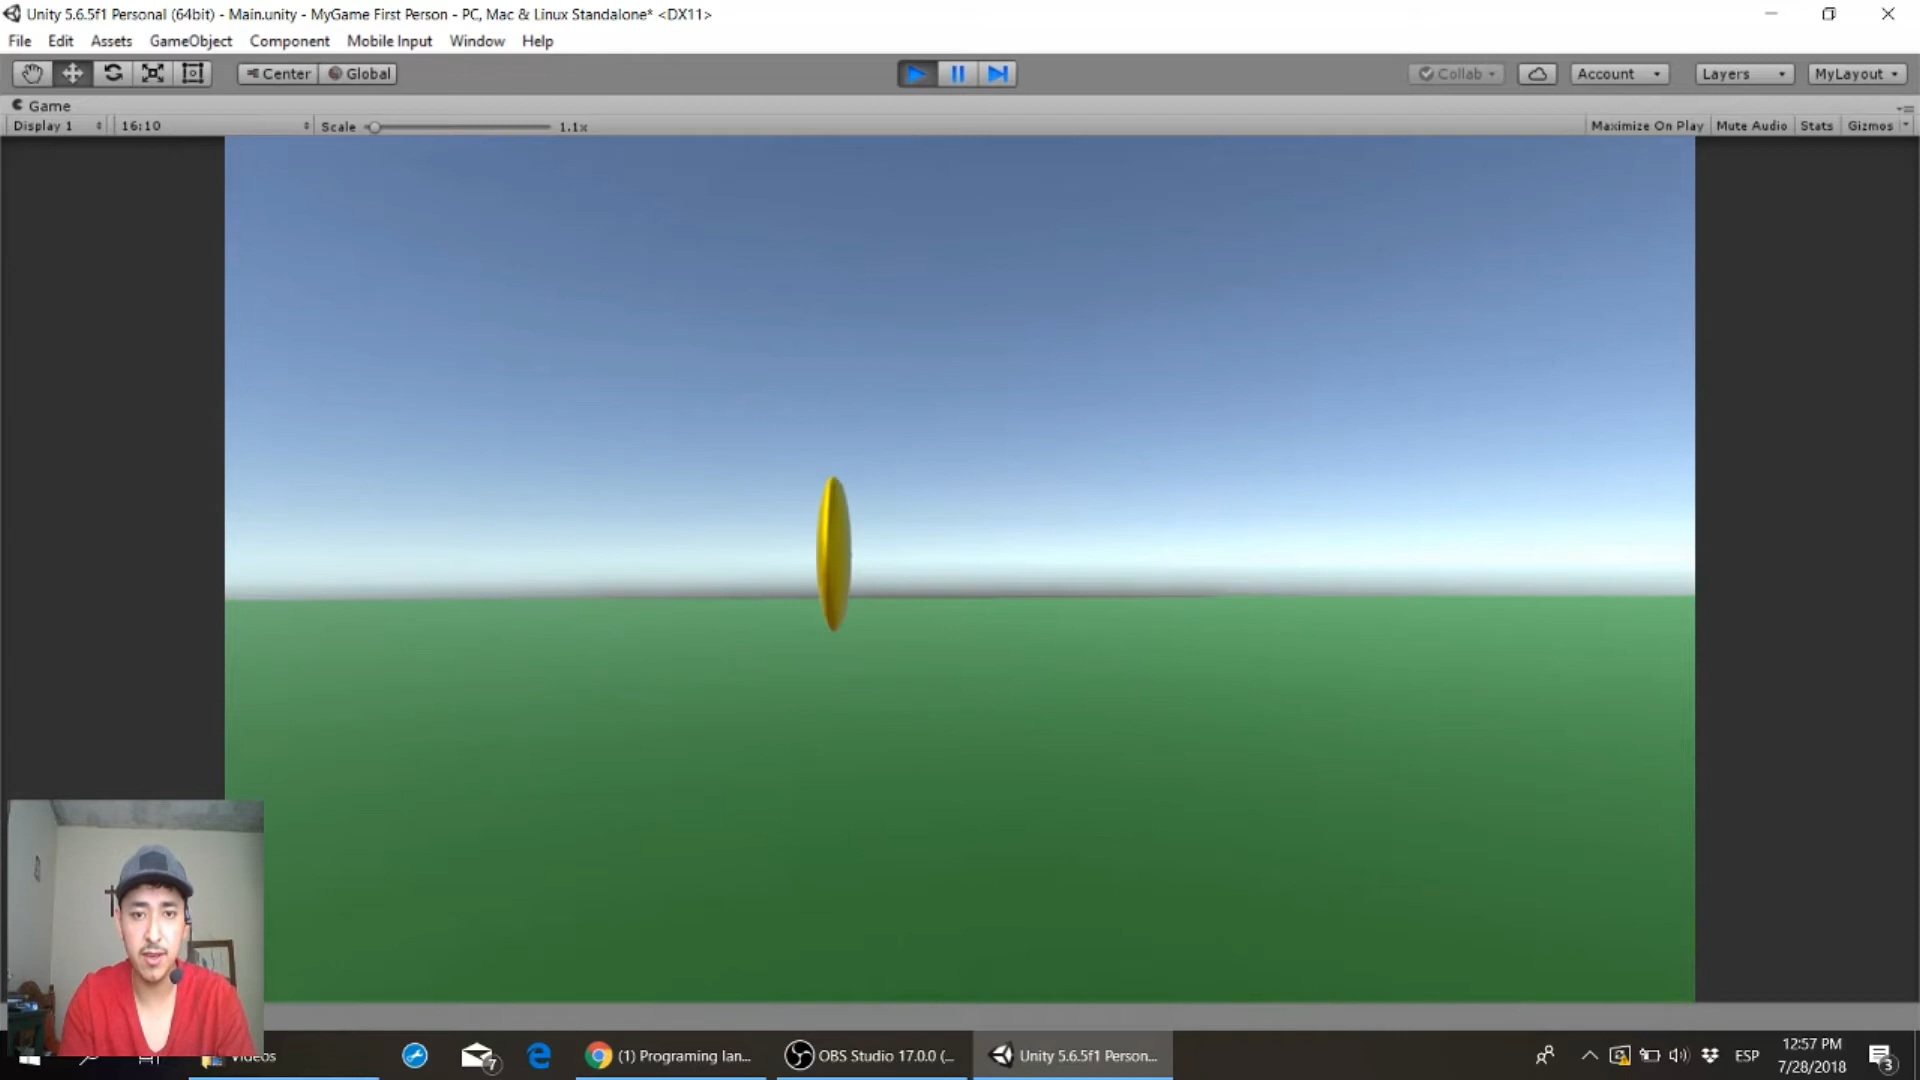 Unity 5.6.5f1 Personal (64bit) - Main.unity - MyGame First Person - PC, Mac & Linux Standalone* <DX11>
File Edit Assets GameObject Component Mobile Input Window Help
Center Global Collab Account Layers MyLayout
Game
Display 1 16:10 Scale 1.1x Maximize On Play Mute Audio Stats Gizmos
Videos 7 (1) Programing lan... OBS Studio 17.0.0 (... Unity 5.6.5f1 Person... ESP 12:57 PM 3
7/28/2018